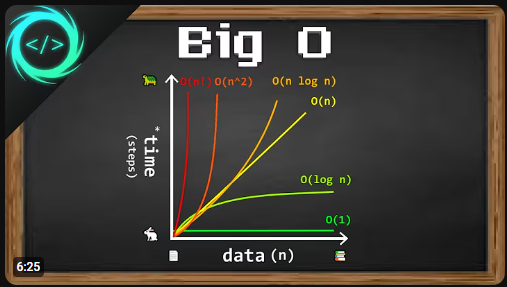 </>
Big O
O(n!)
O(n^2)
O(n log n)
O(n)
O(log n)
O(1)
*time
(steps)
data (n)
6:25